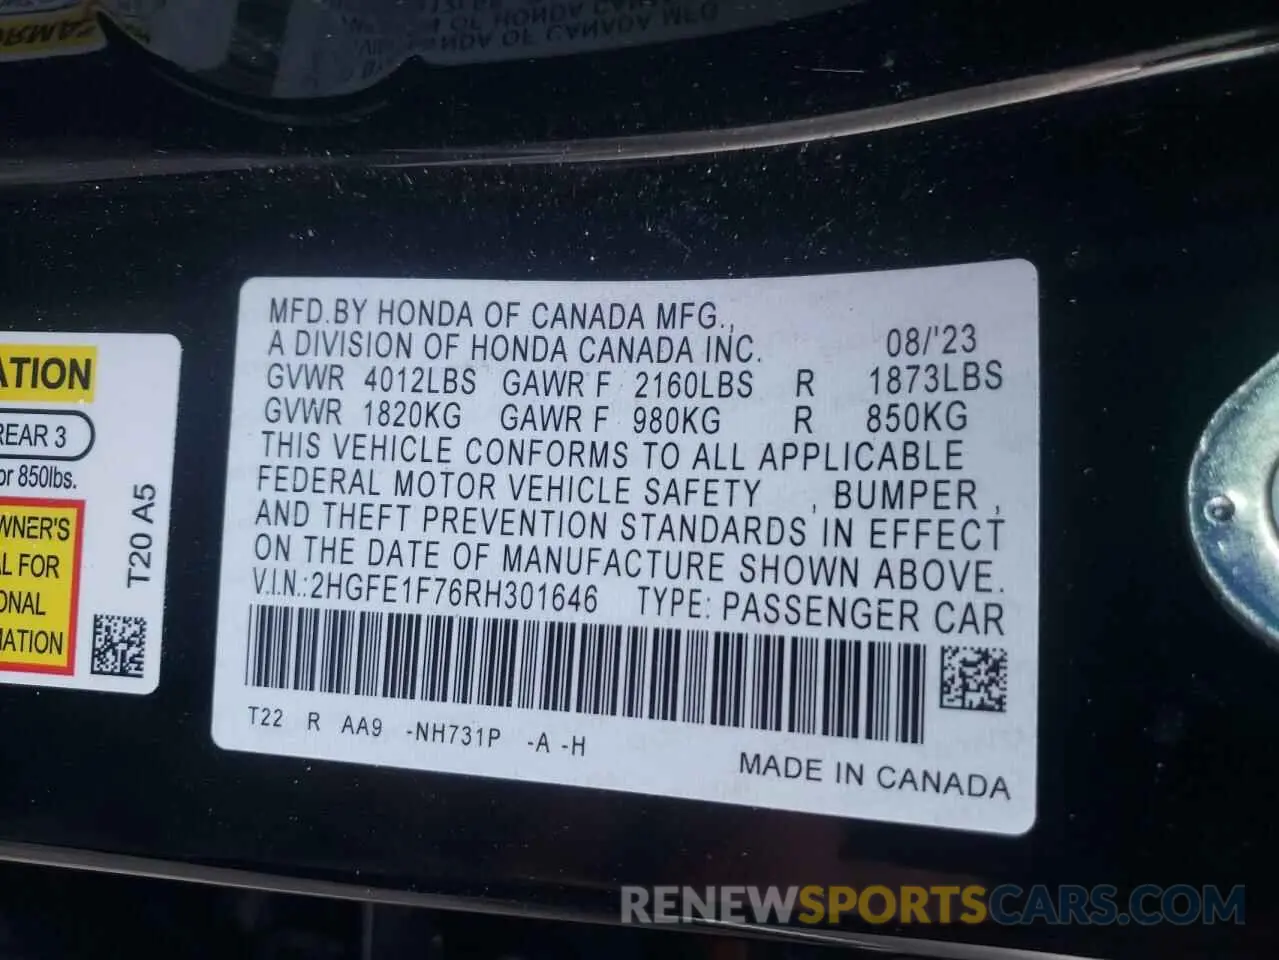 MFD.BY HONDA OF CANADA MFG.,
A DIVISION OF HONDA CANADA INC. 08/'23
GVWR 4012LBS GAWR F 2160LBS R 1873LBS
GVWR 1820KG GAWR F 980KG R 850KG
THIS VEHICLE CONFORMS TO ALL APPLICABLE
FEDERAL MOTOR VEHICLE SAFETY , BUMPER ,
AND THEFT PREVENTION STANDARDS IN EFFECT
ON THE DATE OF MANUFACTURE SHOWN ABOVE.
V.I.N.:2HGFE1F76RH301646 TYPE: PASSENGER CAR
T22 R AA9 -NH731P -A -H
MADE IN CANADA
ATION
REAR 3
or 850lbs.
WNER'S
L FOR
ONAL
MATION
T20 A5
RENEWSPORTSCARS.COM